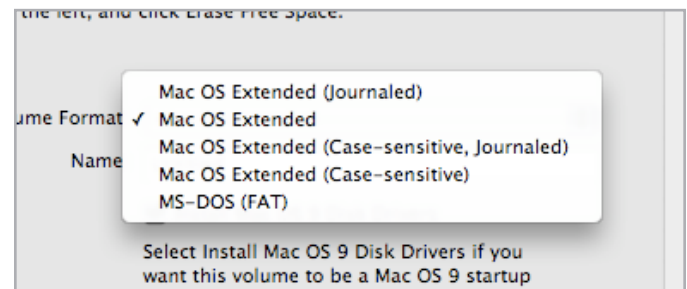 the left, and click Erase Free Space.
Mac OS Extended (Journaled)
ume Format ✓ Mac OS Extended
Mac OS Extended (Case-sensitive, Journaled)
Name
Mac OS Extended (Case-sensitive)
MS-DOS (FAT)
Select Install Mac OS 9 Disk Drivers if you
want this volume to be a Mac OS 9 startup